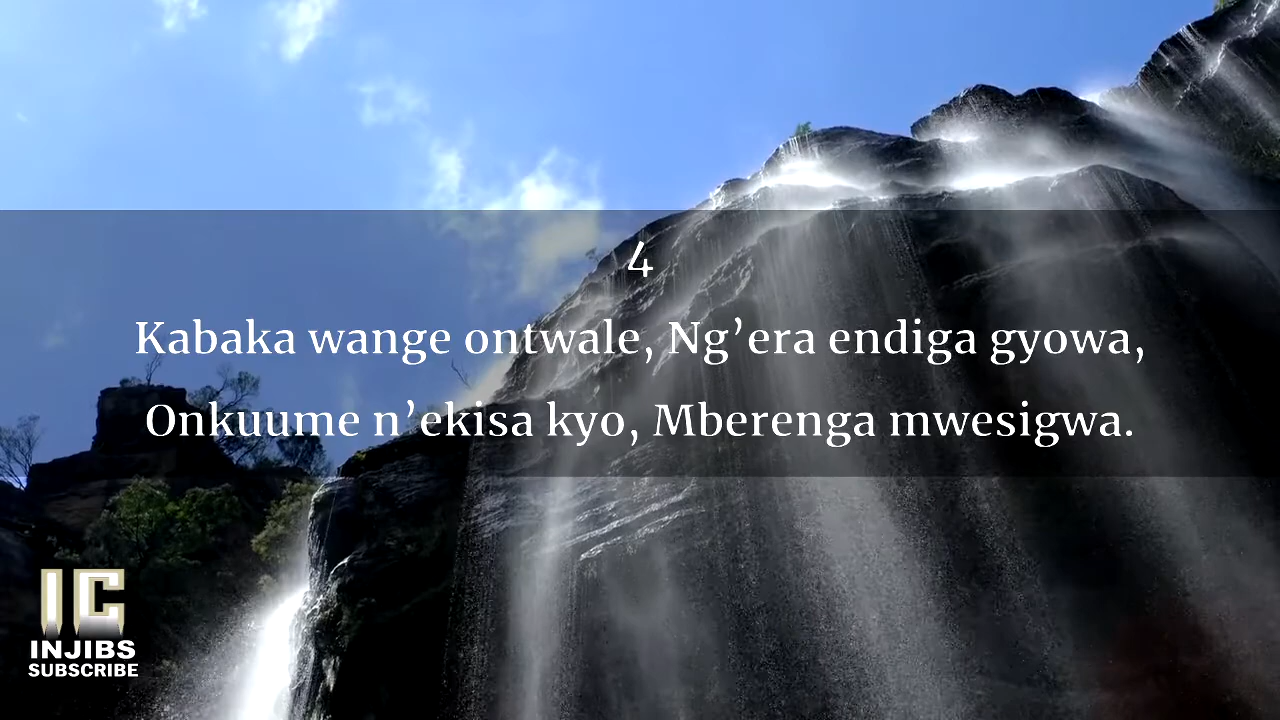 4
Kabaka wange ontwale, Ng’era endiga gyowa,
Onkuume n’ekisa kyo, Mberenga mwesigwa.
IC
INJIBS
SUBSCRIBE